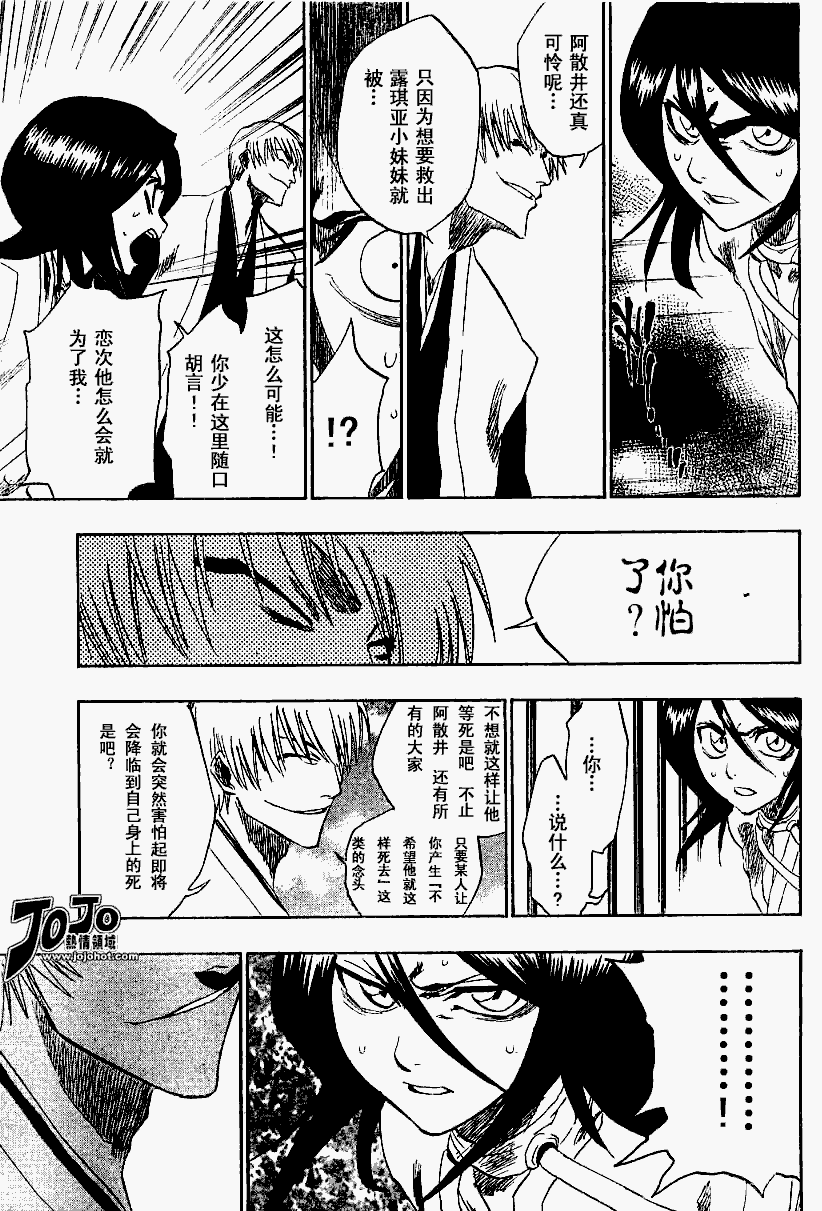 阿散井还真
可怜呢…
只因为想要救出
露琪亚小妹妹就
被…
!?
这怎么可能…!
你少在这里随口
胡言!!
恋次他怎么会就
为了我…
你怕
了?
…你…
…说什么…?
不想就这样让他
等死是吧 不止
阿散井 还有所
有的大家
只要某人让
你产生「不
希望他就这
样死去」这
类的念头
你就会突然害怕起即将
会降临到自己身上的死
是吧?
…………!
JOJO
熱情領域
www.jojohot.com